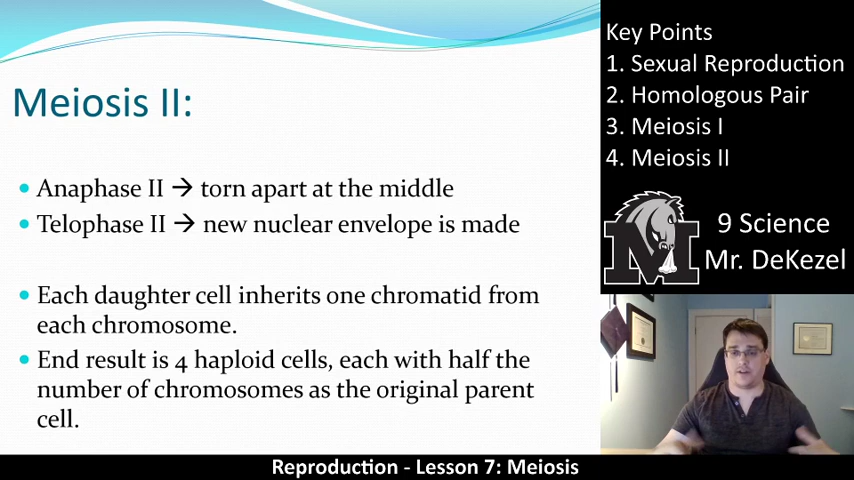 Meiosis II:
• Anaphase II → torn apart at the middle
• Telophase II → new nuclear envelope is made
• Each daughter cell inherits one chromatid from
each chromosome.
• End result is 4 haploid cells, each with half the
number of chromosomes as the original parent
cell.
Key Points
1. Sexual Reproduction
2. Homologous Pair
3. Meiosis I
4. Meiosis II
M
9 Science
Mr. DeKezel
Reproduction - Lesson 7: Meiosis